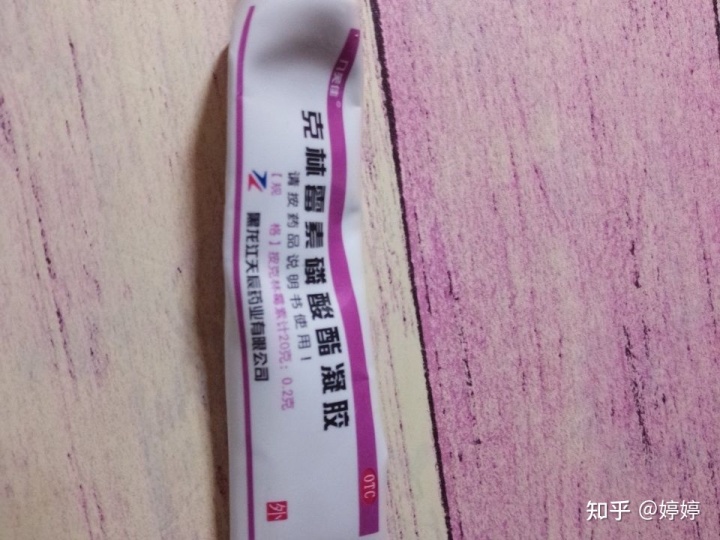 克林霉素磷酸酯凝胶
请按药品说明书使用！
【规 格】按克林霉素计20克：0.2克
黑龙江天辰药业有限公司
OTC
外
知乎 @婷婷